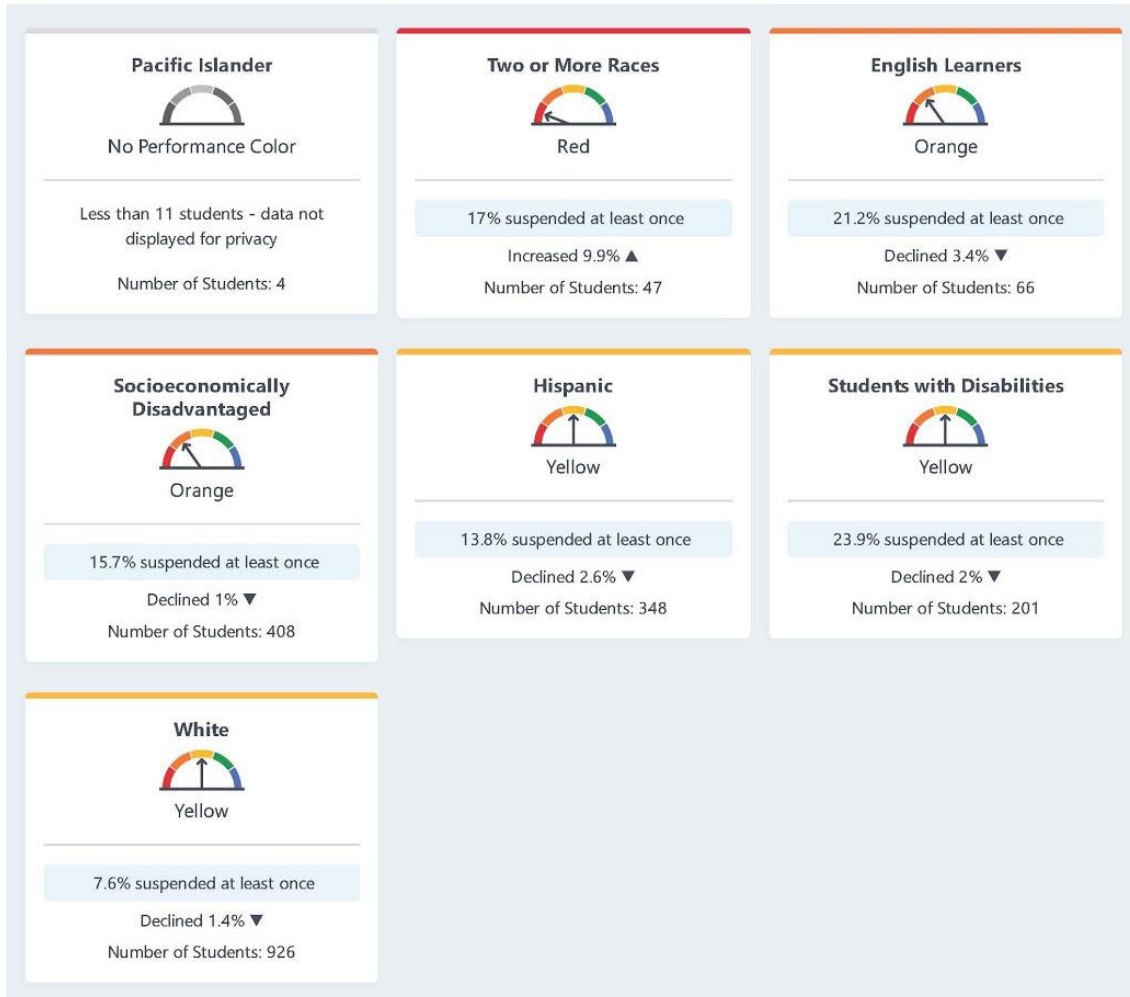 Pacific Islander
No Performance Color
Less than 11 students - data not
displayed for privacy
Number of Students: 4
Two or More Races
Red
17% suspended at least once
Increased 9.9% ▲
Number of Students: 47
English Learners
Orange
21.2% suspended at least once
Declined 3.4% ▼
Number of Students: 66
Socioeconomically
Disadvantaged
Orange
15.7% suspended at least once
Declined 1% ▼
Number of Students: 408
Hispanic
Yellow
13.8% suspended at least once
Declined 2.6% ▼
Number of Students: 348
Students with Disabilities
Yellow
23.9% suspended at least once
Declined 2% ▼
Number of Students: 201
White
Yellow
7.6% suspended at least once
Declined 1.4% ▼
Number of Students: 926